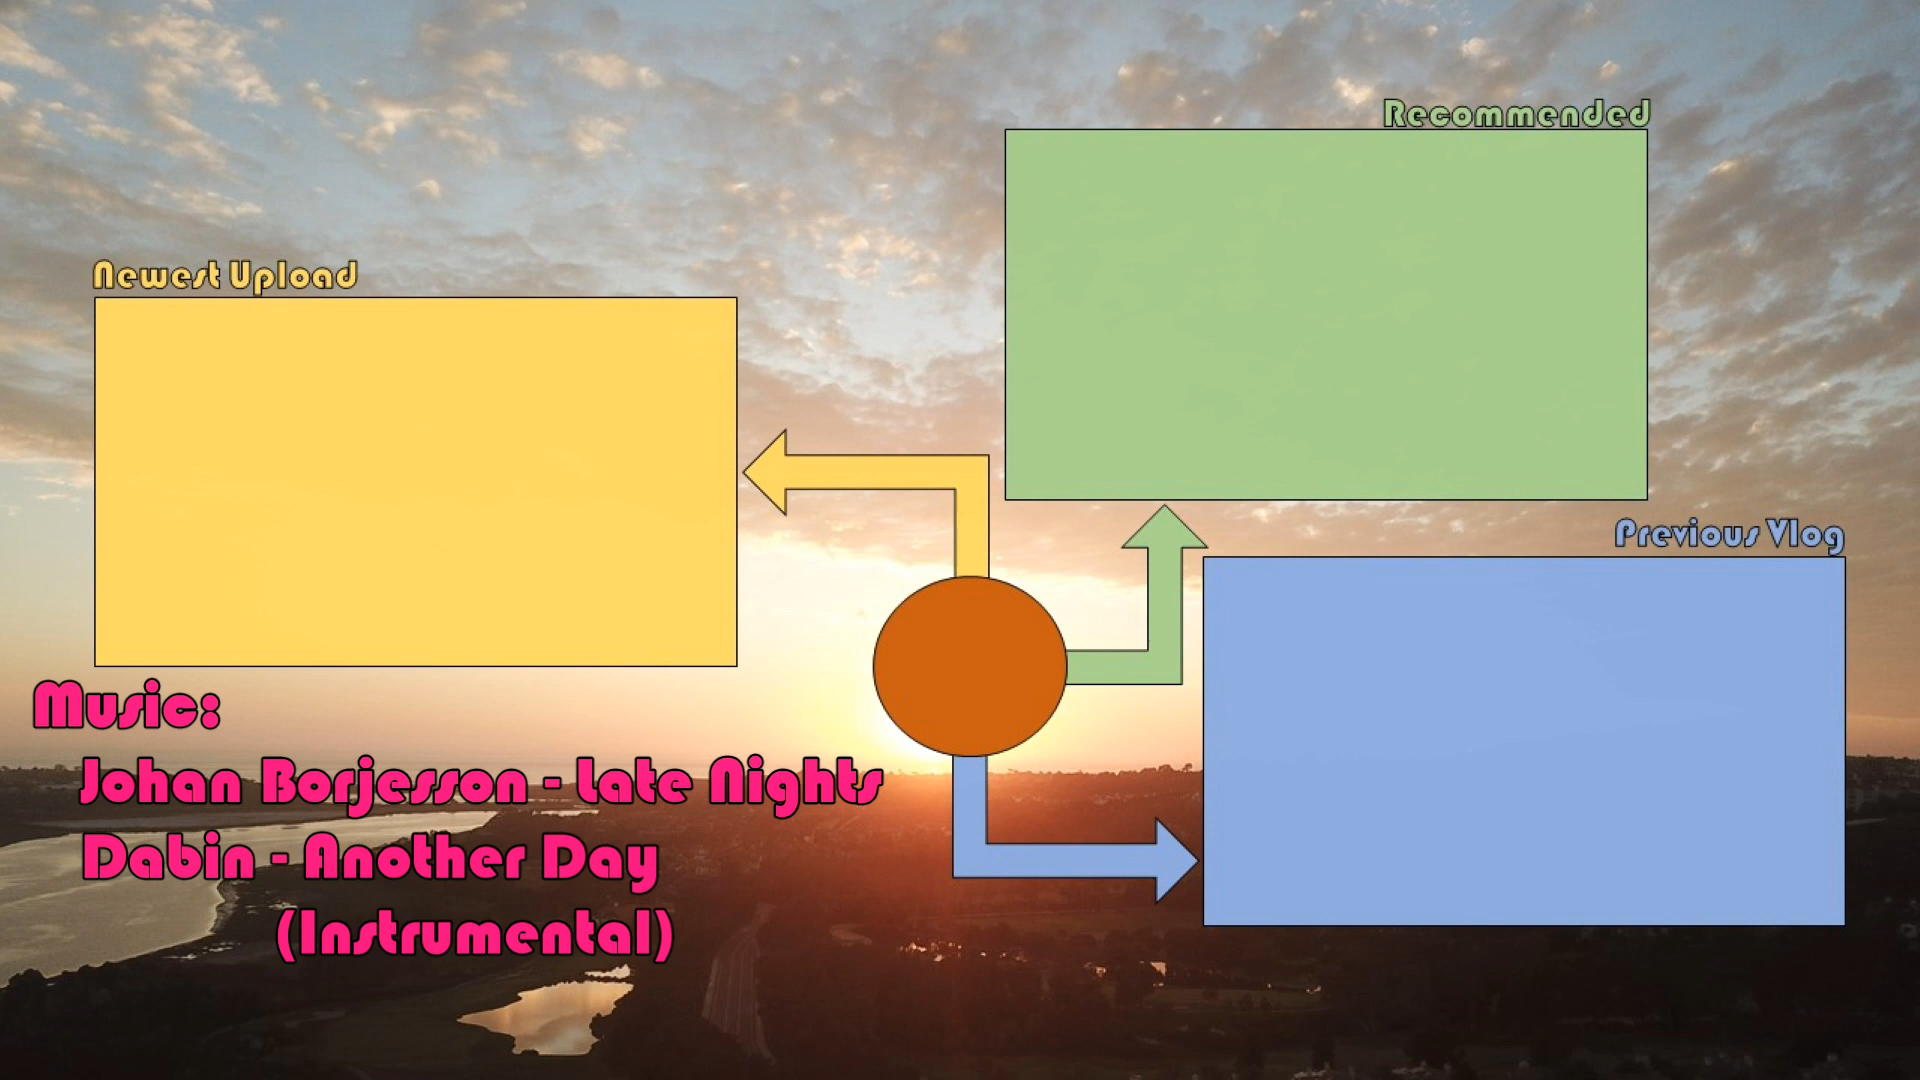 Recommended
Newest Upload
Previous Vlog
Music:
Johan Borjesson - Late Nights
Dabin - Another Day
(Instrumental)